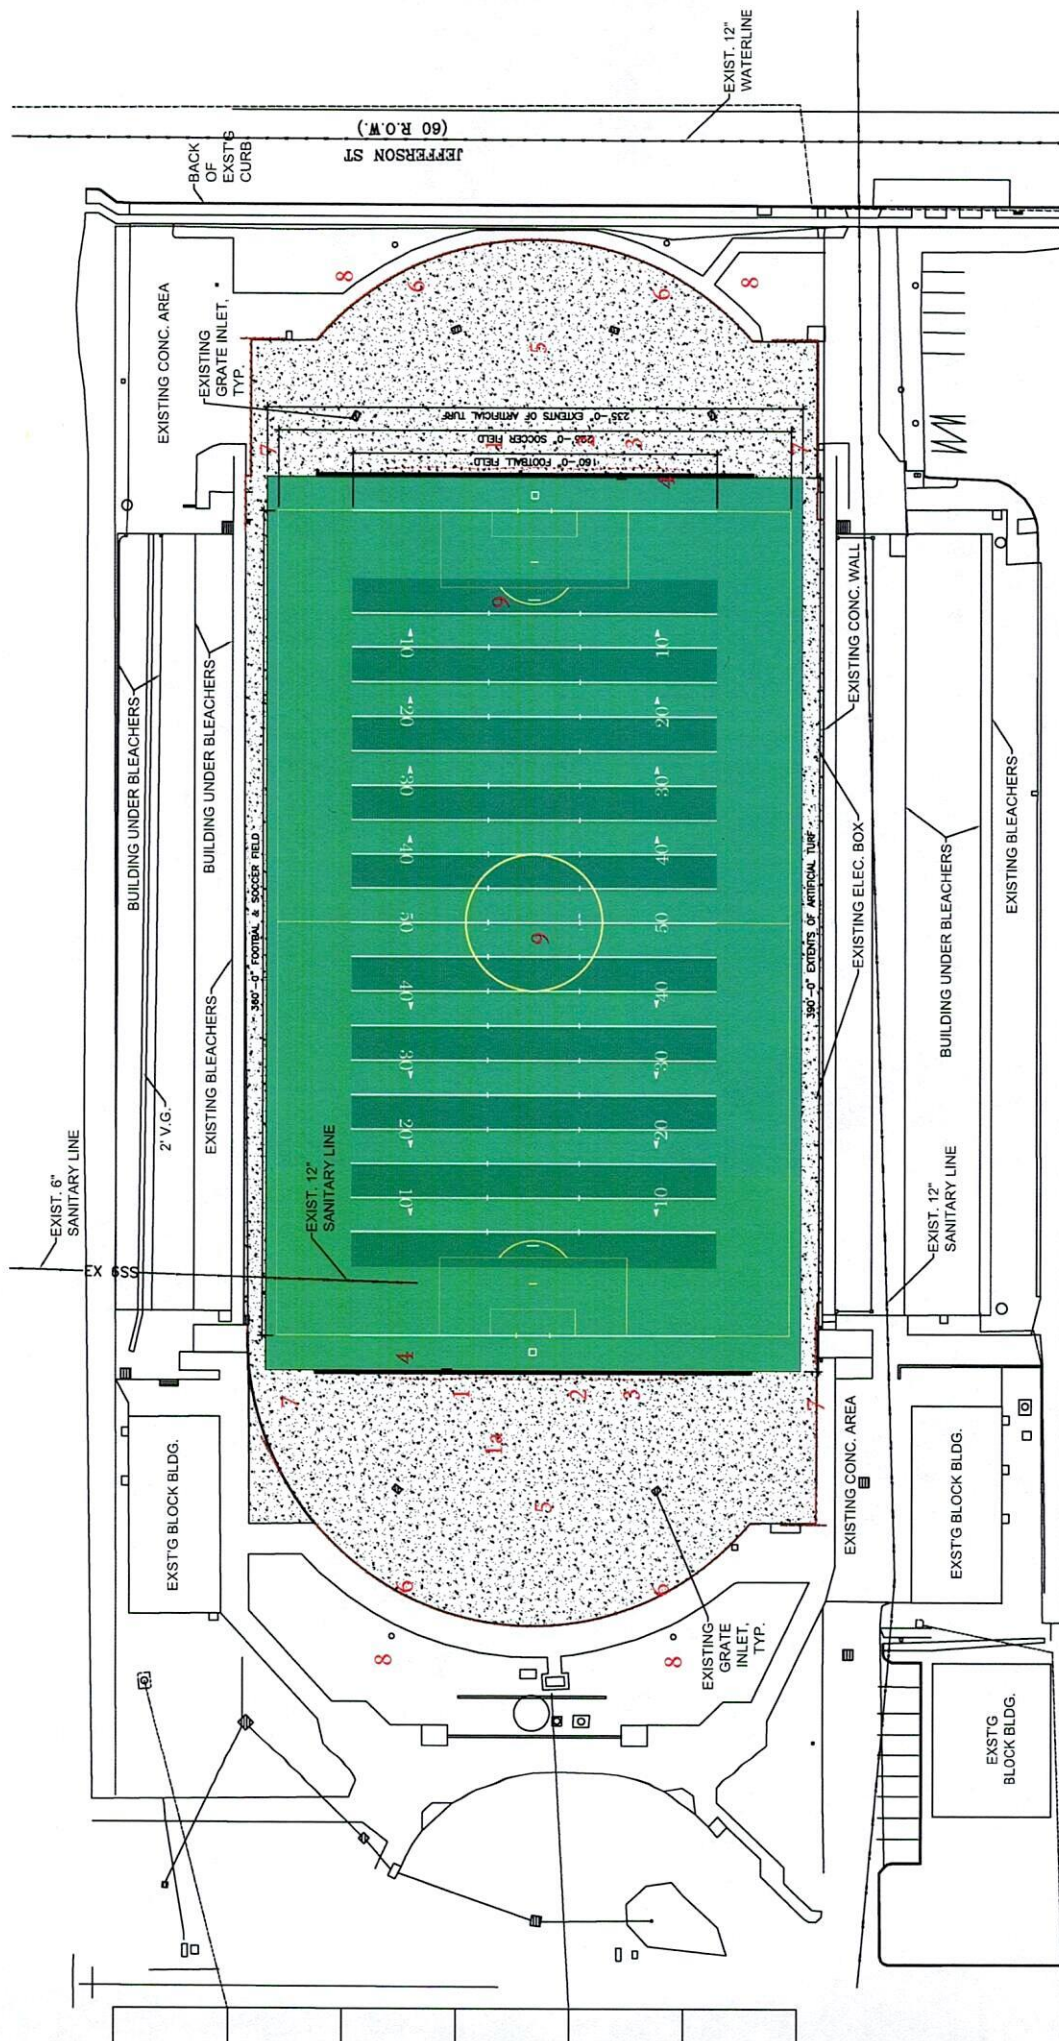 EXIST. 12"
WATERLINE
JEFFERSON ST
(60 R.O.W.)
BACK
OF
EXST'G
CURB
8
6
6
8
EXISTING CONC. AREA
EXISTING
GRATE INLET,
TYP.
5
235'-0" EXTENTS OF ARTIFICIAL TURF
SOCCER FIELD
160'-0" FOOTBALL FIELD
7
1
2
3
4
7
BUILDING UNDER BLEACHERS
BUILDING UNDER BLEACHERS
EXISTING BLEACHERS
2' V.G.
360'-0" FOOTBAL & SOCCER FIELD
9
10 10
20 20
30 30
40 40
50 50
9
40 40
30 30
20 20
10 10
390'-0" EXTENTS OF ARTIFICIAL TURF
EXISTING CONC. WALL
EXISTING ELEC. BOX
BUILDING UNDER BLEACHERS
EXISTING BLEACHERS
EXIST. 6"
SANITARY LINE
EX 6SS
EXIST. 12"
SANITARY LINE
EXIST. 12"
SANITARY LINE
4
7
1
2
3
7
1a
5
EXST'G BLOCK BLDG.
EXISTING CONC. AREA
EXST'G BLOCK BLDG.
6
6
8
8
EXISTING
GRATE
INLET,
TYP.
EXST'G
BLOCK BLDG.